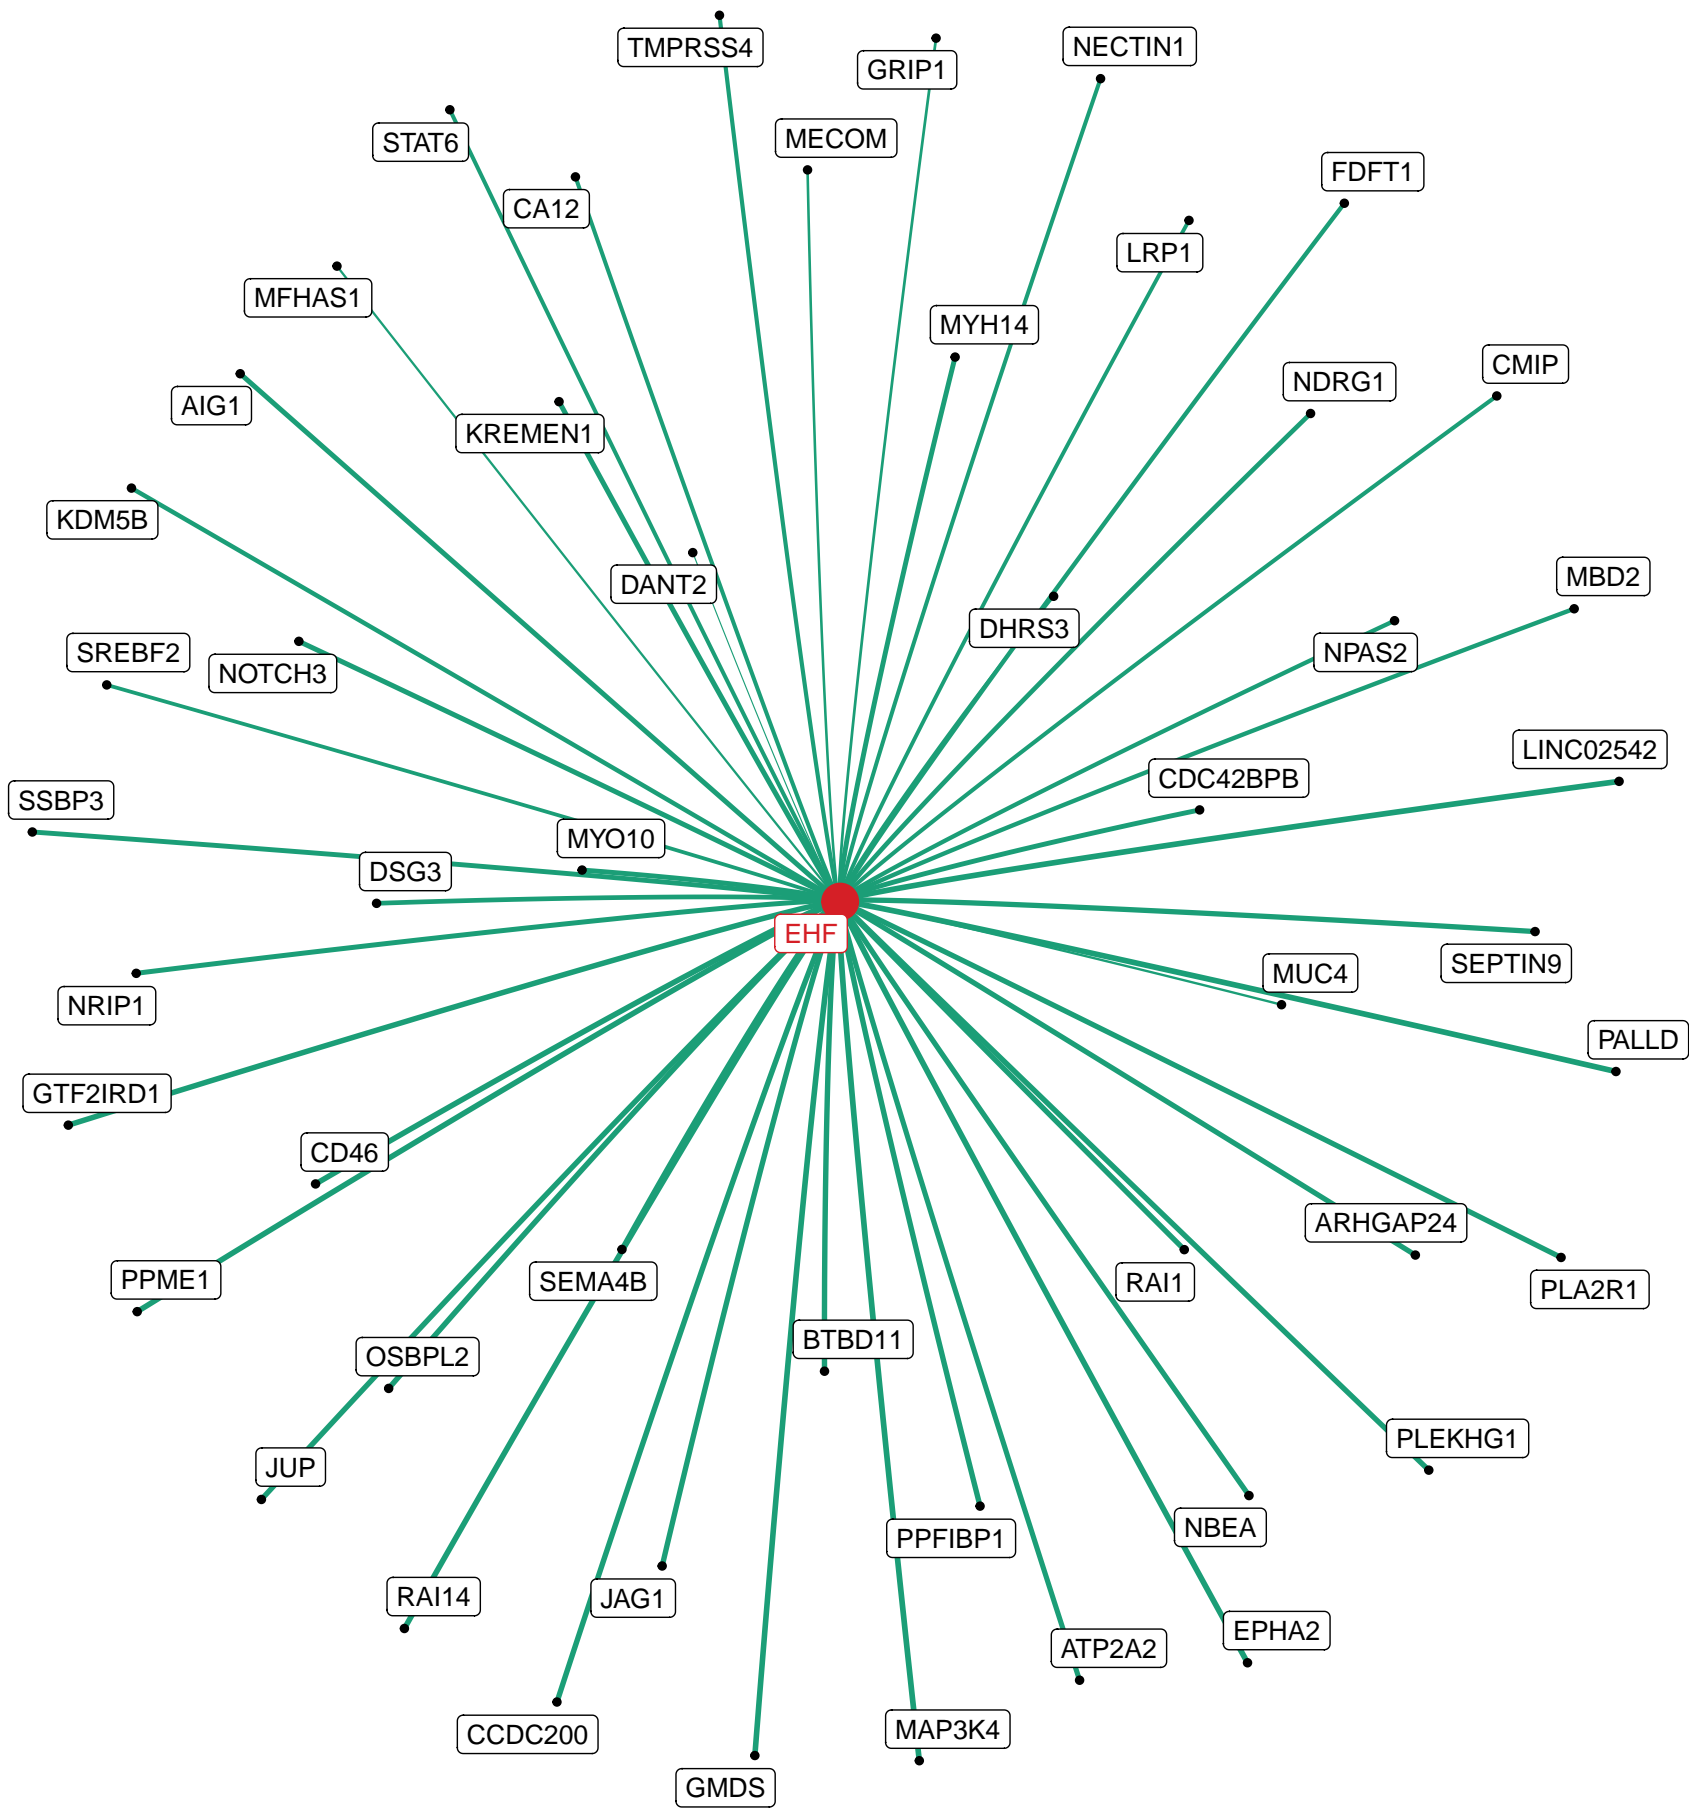 TMPRSS4
NECTIN1
GRIP1
MECOM
STAT6
FDFT1
CA12
LRP1
MFHAS1
MYH14
CMIP
NDRG1
AIG1
KREMEN1
KDM5B
MBD2
DANT2
DHRS3
SREBF2
NPAS2
NOTCH3
LINC02542
CDC42BPB
SSBP3
MYO10
DSG3
EHF
SEPTIN9
MUC4
NRIP1
PALLD
GTF2IRD1
CD46
ARHGAP24
PPME1
SEMA4B
RAI1
PLA2R1
BTBD11
OSBPL2
PLEKHG1
JUP
NBEA
PPFIBP1
RAI14
JAG1
EPHA2
ATP2A2
MAP3K4
CCDC200
GMDS